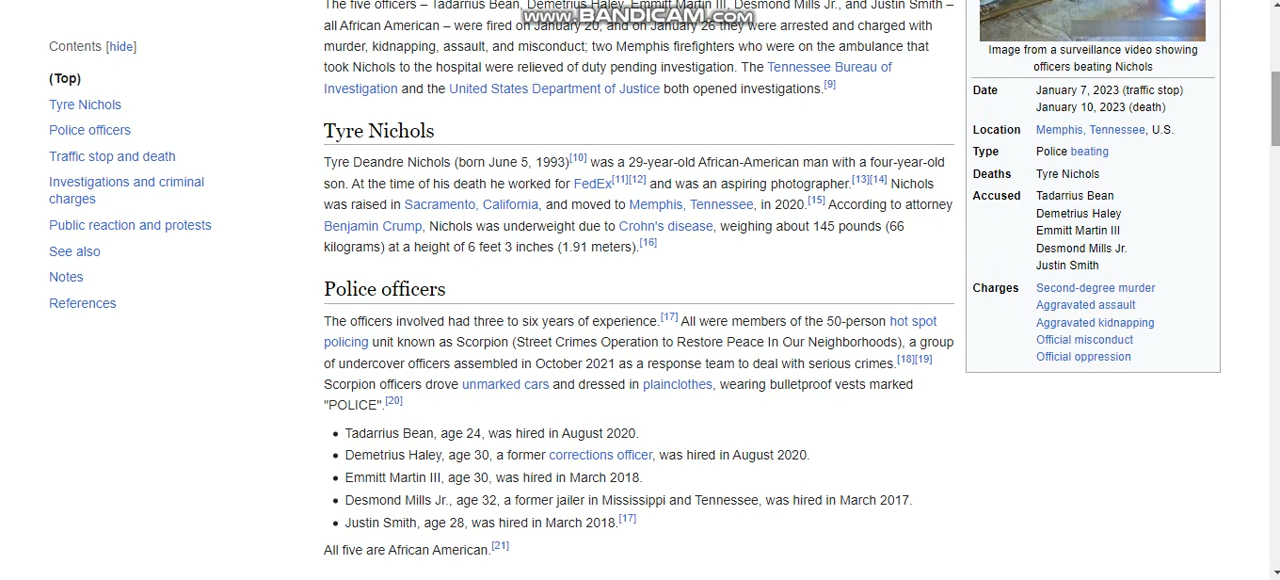 The five officers – Tadarrius Bean, Demetrius Haley, Emmitt Martin III, Desmond Mills Jr., and Justin Smith –
www.BANDICAM.com
all African American – were fired on January 20, and on January 26 they were arrested and charged with
murder, kidnapping, assault, and misconduct; two Memphis firefighters who were on the ambulance that
took Nichols to the hospital were relieved of duty pending investigation. The Tennessee Bureau of
Investigation and the United States Department of Justice both opened investigations.[9]
Contents [hide]
(Top)
Tyre Nichols
Police officers
Traffic stop and death
Investigations and criminal
charges
Public reaction and protests
See also
Notes
References
Tyre Nichols
Tyre Deandre Nichols (born June 5, 1993)[10] was a 29-year-old African-American man with a four-year-old
son. At the time of his death he worked for FedEx[11][12] and was an aspiring photographer.[13][14] Nichols
was raised in Sacramento, California, and moved to Memphis, Tennessee, in 2020.[15] According to attorney
Benjamin Crump, Nichols was underweight due to Crohn's disease, weighing about 145 pounds (66
kilograms) at a height of 6 feet 3 inches (1.91 meters).[16]
Police officers
The officers involved had three to six years of experience.[17] All were members of the 50-person hot spot
policing unit known as Scorpion (Street Crimes Operation to Restore Peace In Our Neighborhoods), a group
of undercover officers assembled in October 2021 as a response team to deal with serious crimes.[18][19]
Scorpion officers drove unmarked cars and dressed in plainclothes, wearing bulletproof vests marked
"POLICE".[20]
• Tadarrius Bean, age 24, was hired in August 2020.
• Demetrius Haley, age 30, a former corrections officer, was hired in August 2020.
• Emmitt Martin III, age 30, was hired in March 2018.
• Desmond Mills Jr., age 32, a former jailer in Mississippi and Tennessee, was hired in March 2017.
• Justin Smith, age 28, was hired in March 2018.[17]
All five are African American.[21]
Image from a surveillance video showing
officers beating Nichols
Date January 7, 2023 (traffic stop)
January 10, 2023 (death)
Location Memphis, Tennessee, U.S.
Type Police beating
Deaths Tyre Nichols
Accused Tadarrius Bean
Demetrius Haley
Emmitt Martin III
Desmond Mills Jr.
Justin Smith
Charges Second-degree murder
Aggravated assault
Aggravated kidnapping
Official misconduct
Official oppression